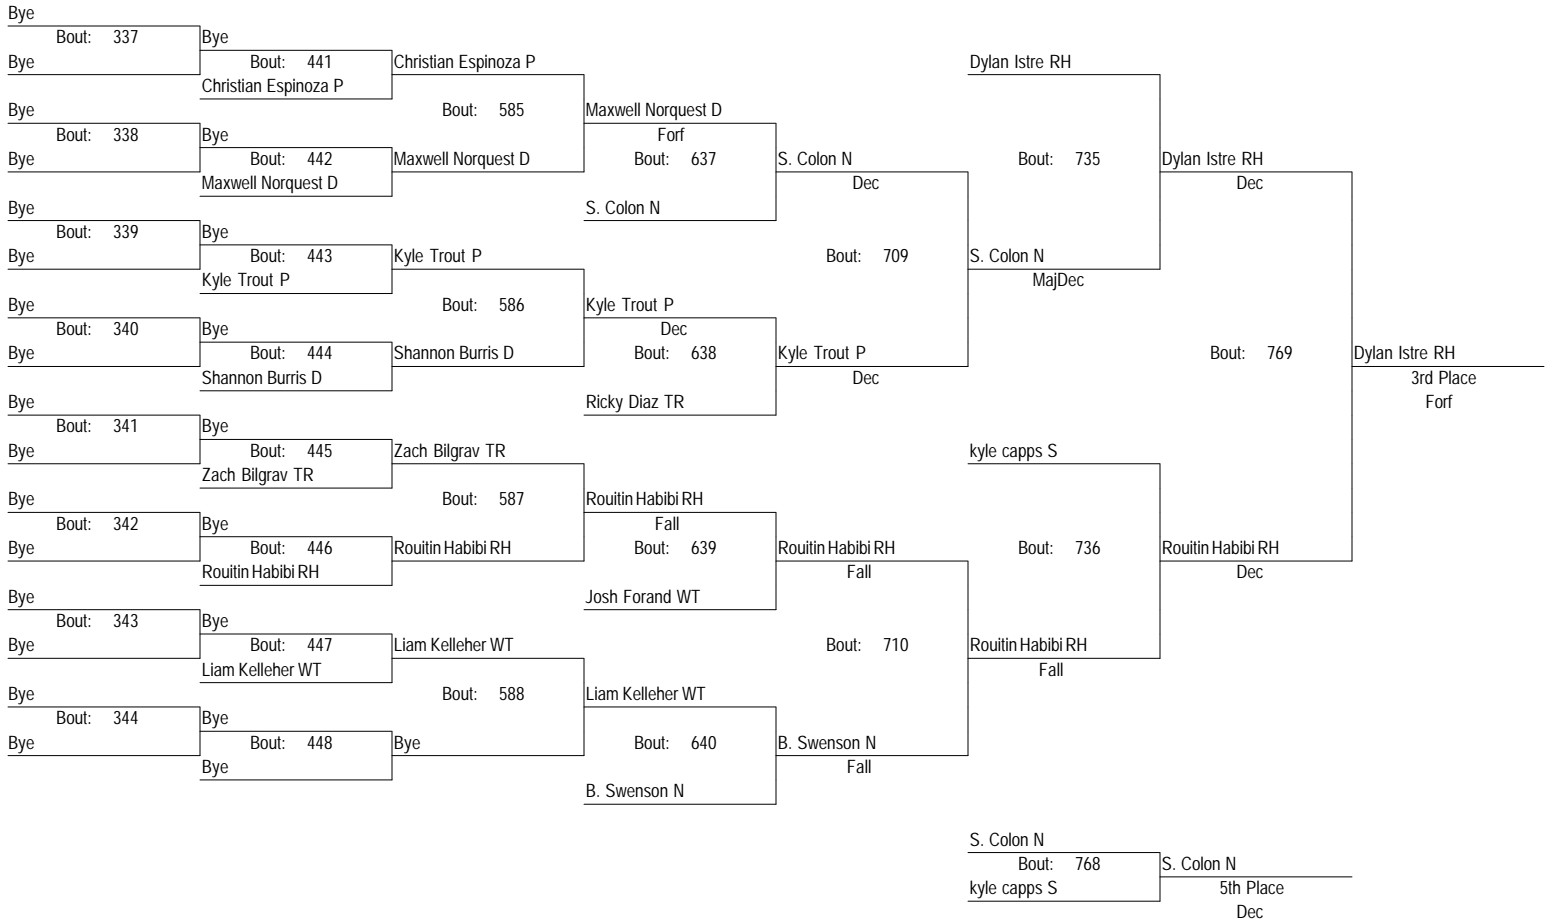 Bye
Bout: 337
Bye
Bye
Bout: 441
Christian Espinoza P
Christian Espinoza P
Bye
Bout: 338
Bye
Bye
Bout: 442
Maxwell Norquest D
Maxwell Norquest D
Bout: 585
Maxwell Norquest D
Forf
Bout: 637
S. Colon N
Bye
Bout: 339
Bye
Bye
Bout: 443
Kyle Trout P
Kyle Trout P
Bye
Bout: 340
Bye
Bye
Bout: 444
Shannon Burris D
Shannon Burris D
Bout: 586
Kyle Trout P
Dec
Bout: 638
Ricky Diaz TR
S. Colon N
Dec
Bout: 709
Kyle Trout P
Dec
Bye
Bout: 341
Bye
Bye
Bout: 445
Zach Bilgrav TR
Zach Bilgrav TR
Bye
Bout: 342
Bye
Bye
Bout: 446
Rouitin Habibi RH
Rouitin Habibi RH
Bout: 587
Rouitin Habibi RH
Fall
Bout: 639
Josh Forand WT
Bye
Bout: 343
Bye
Bye
Bout: 447
Liam Kelleher WT
Liam Kelleher WT
Bye
Bout: 344
Bye
Bye
Bout: 448
Bye
Bye
Bout: 588
Liam Kelleher WT
Bout: 640
B. Swenson N
Rouitin Habibi RH
Fall
Bout: 710
B. Swenson N
Fall
Dylan Istre RH
Bout: 735
S. Colon N
MajDec
Dylan Istre RH
Dec
kyle capps S
Bout: 736
Rouitin Habibi RH
Fall
Rouitin Habibi RH
Dec
Bout: 769
Dylan Istre RH
3rd Place
Forf
S. Colon N
Bout: 768
kyle capps S
S. Colon N
5th Place
Dec